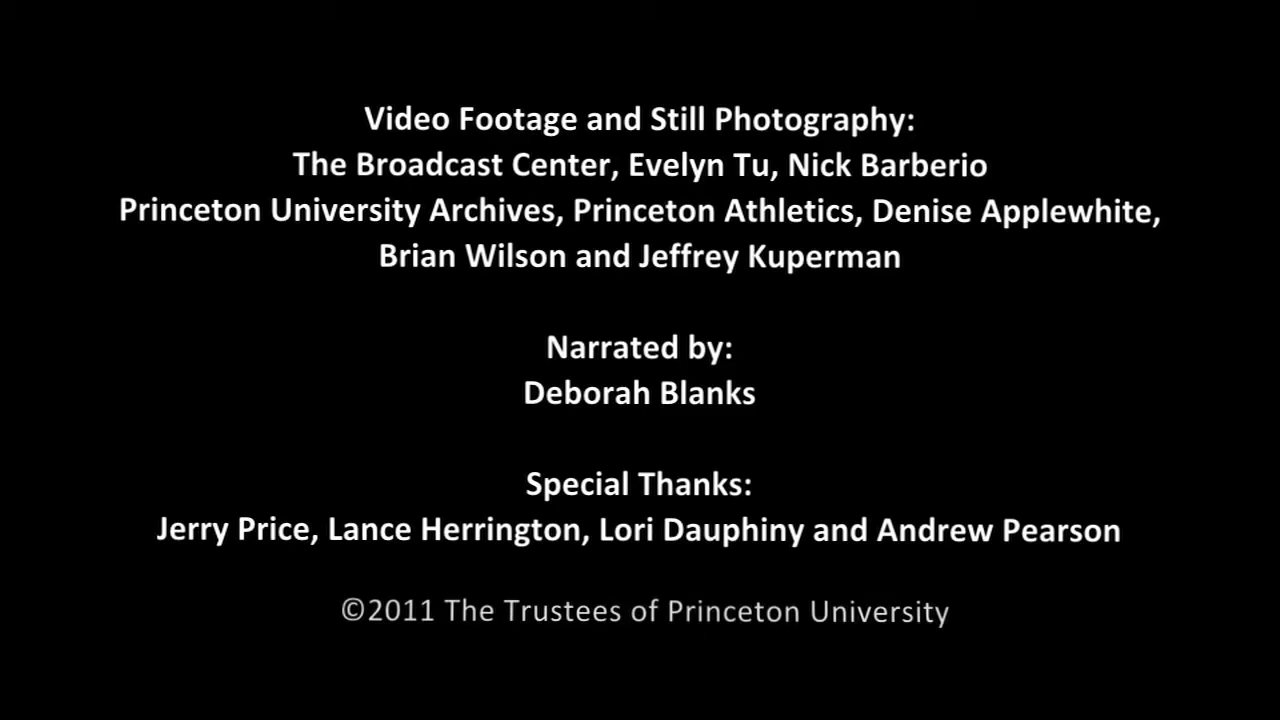 Video Footage and Still Photography:
The Broadcast Center, Evelyn Tu, Nick Barberio
Princeton University Archives, Princeton Athletics, Denise Applewhite,
Brian Wilson and Jeffrey Kuperman
Narrated by:
Deborah Blanks
Special Thanks:
Jerry Price, Lance Herrington, Lori Dauphiny and Andrew Pearson
©2011 The Trustees of Princeton University